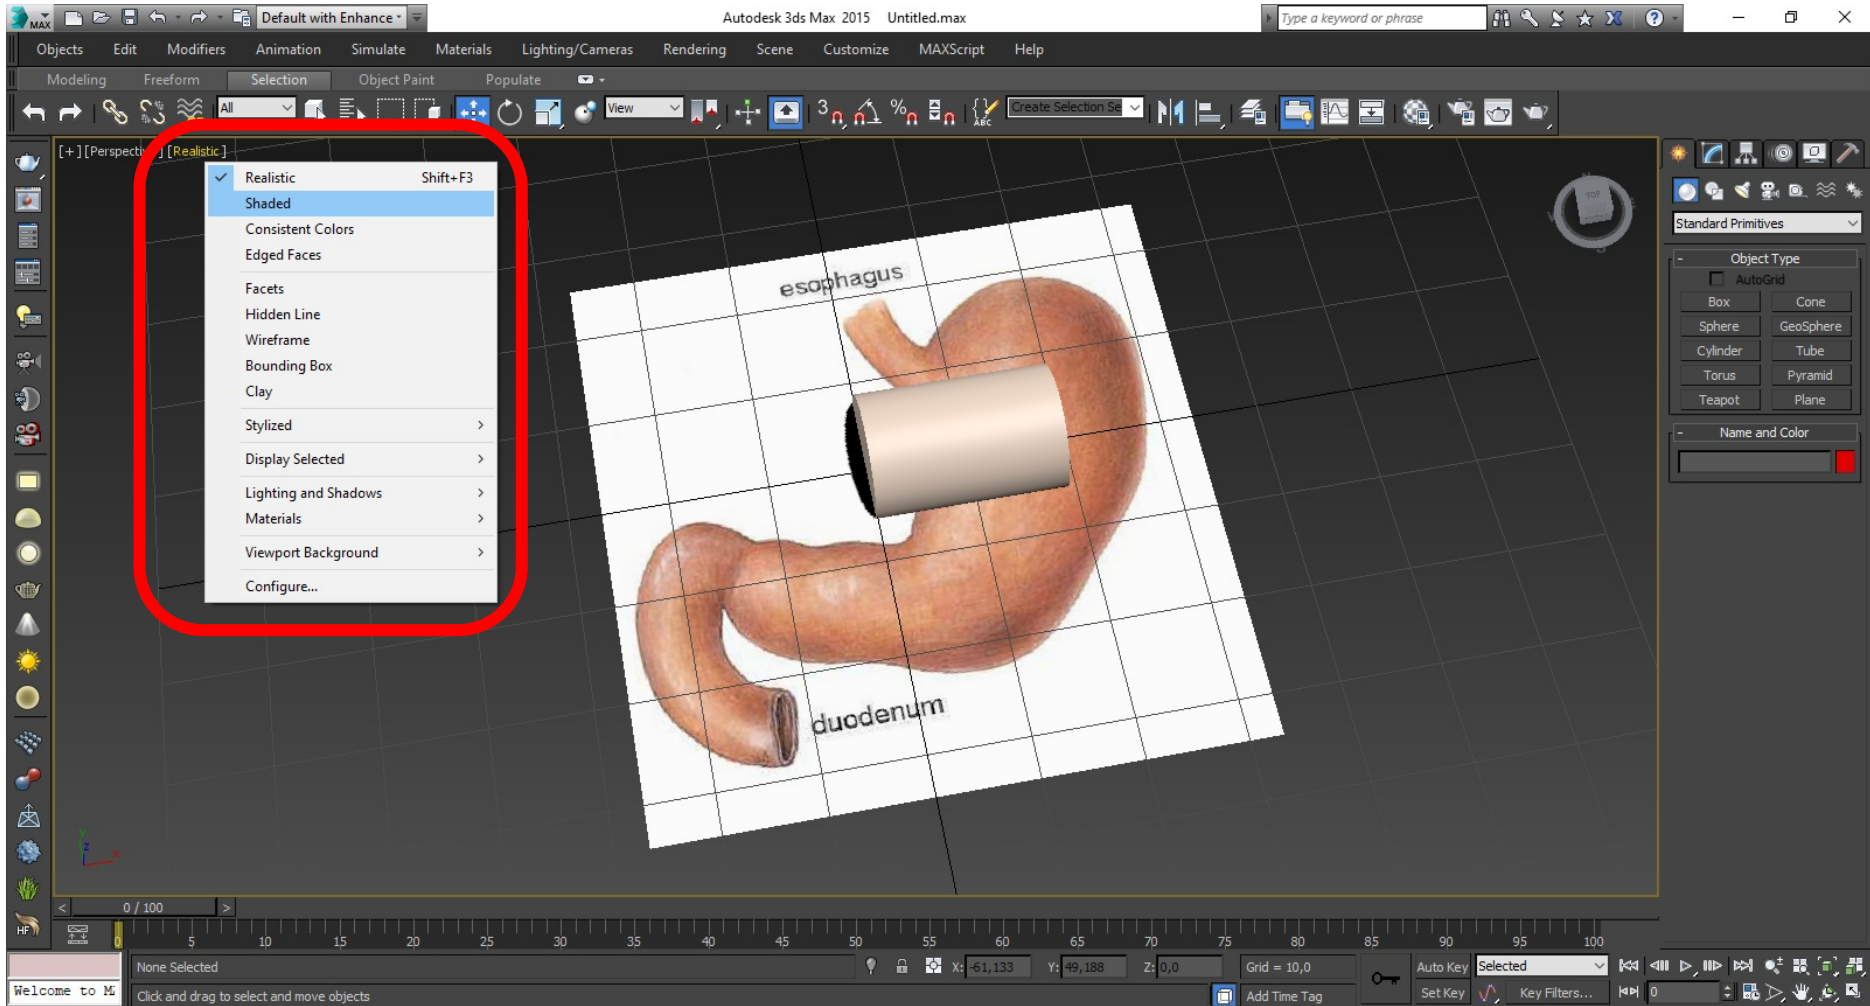 MAX
Default with Enhance
Autodesk 3ds Max 2015 Untitled.max
Type a keyword or phrase
Objects Edit Modifiers Animation Simulate Materials Lighting/Cameras Rendering Scene Customize MAXScript Help
Modeling Freeform Selection Object Paint Populate
All
View
3
%
ABC
Create Selection Se
[+] [Perspecti ] [Realistic]
Realistic Shift+F3
Shaded
Consistent Colors
Edged Faces
Facets
Hidden Line
Wireframe
Bounding Box
Clay
Stylized >
Display Selected >
Lighting and Shadows >
Materials >
Viewport Background >
Configure...
esophagus
duodenum
TOP
Standard Primitives
- Object Type
AutoGrid
Box Cone
Sphere GeoSphere
Cylinder Tube
Torus Pyramid
Teapot Plane
- Name and Color
y
z
x
HF
< 0 / 100 >
0 5 10 15 20 25 30 35 40 45 50 55 60 65 70 75 80 85 90 95 100
None Selected
X: -61,133 Y: 49,188 Z: 0,0 Grid = 10,0
Auto Key Selected
Welcome to M
Click and drag to select and move objects
Add Time Tag
Set Key Key Filters... 0